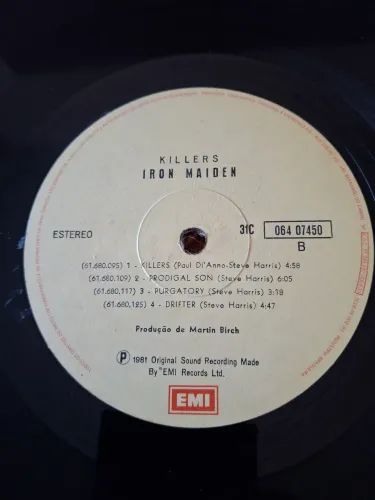 KILLERS
IRON MAIDEN
ESTEREO
31C 064 07450
B
(61.680.095) 1 - KILLERS (Paul Di'Anno-Steve Harris) 4:58
(61.680.109) 2 - PRODIGAL SON (Steve Harris) 6:05
(61.680.117) 3 - PURGATORY (Steve Harris) 3:18
(61.680.125) 4 - DRIFTER (Steve Harris) 4:47
Produção de Martin Birch
Ⓟ 1981 Original Sound Recording Made
By "EMI Records Ltd.
EMI